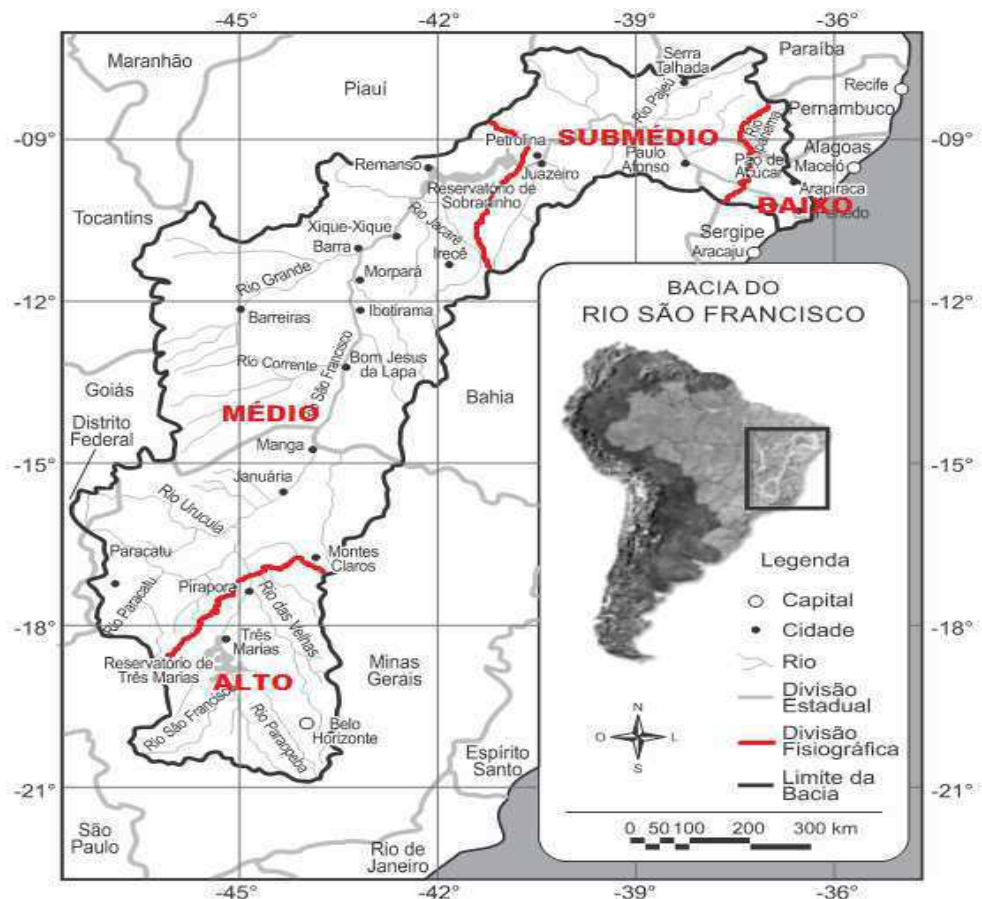 -45° -42° -39° -36°
Maranhão
Piauí
Serra
Talhada
Paraíba
Recife
Rio Pajeú
Pernambuco
-09° -09°
Petrolina
SUBMÉDIO
Alagoas
Maceió
Remanso
Juazeiro
Paulo
Afonso
Pão de
Açúcar
Arapiraca
Reservatório de
Sobradinho
BAIXO
Tocantins
Sergipe
Aracaju
Xique-Xique
Rio Jacaré
Barra
Irecê
Rio Grande
Morpará
-12° -12°
Barreiras
Ibotirama
Rio Corrente
São Francisco
Bom Jesus
da Lapa
Goiás
Bahia
Distrito
Federal
MÉDIO
Manga
-15° -15°
Januária
Rio Urucuia
Paracatu
Montes
Claros
Pirapora
Rio Paracatu
Rio das Velhas
-18° -18°
Três
Marias
Reservatório de
Três Marias
Minas
Gerais
ALTO
Rio São Francisco
Rio Paraopeba
Belo
Horizonte
Espírito
Santo
-21° -21°
São
Paulo
Rio de
Janeiro
-45° -42° -39° -36°
BACIA DO
RIO SÃO FRANCISCO
Legenda
Capital
Cidade
Rio
Divisão
Estadual
Divisão
Fisiográfica
Limite da
Bacia
N
O L
S
0 50 100 200 300 km